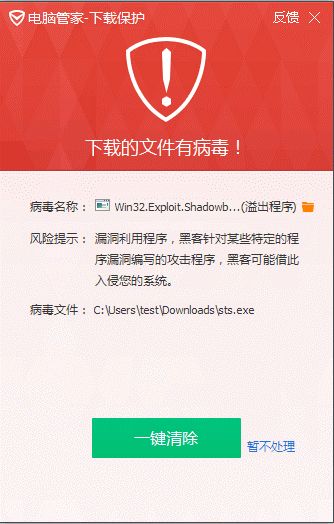 电脑管家-下载保护 反馈
下载的文件有病毒！
病毒名称： Win32.Exploit.Shadowb...(溢出程序)
风险提示： 漏洞利用程序，黑客针对某些特定的程
序漏洞编写的攻击程序，黑客可能借此
入侵您的系统。
病毒文件： C:\Users\test\Downloads\sts.exe
一键清除 暂不处理